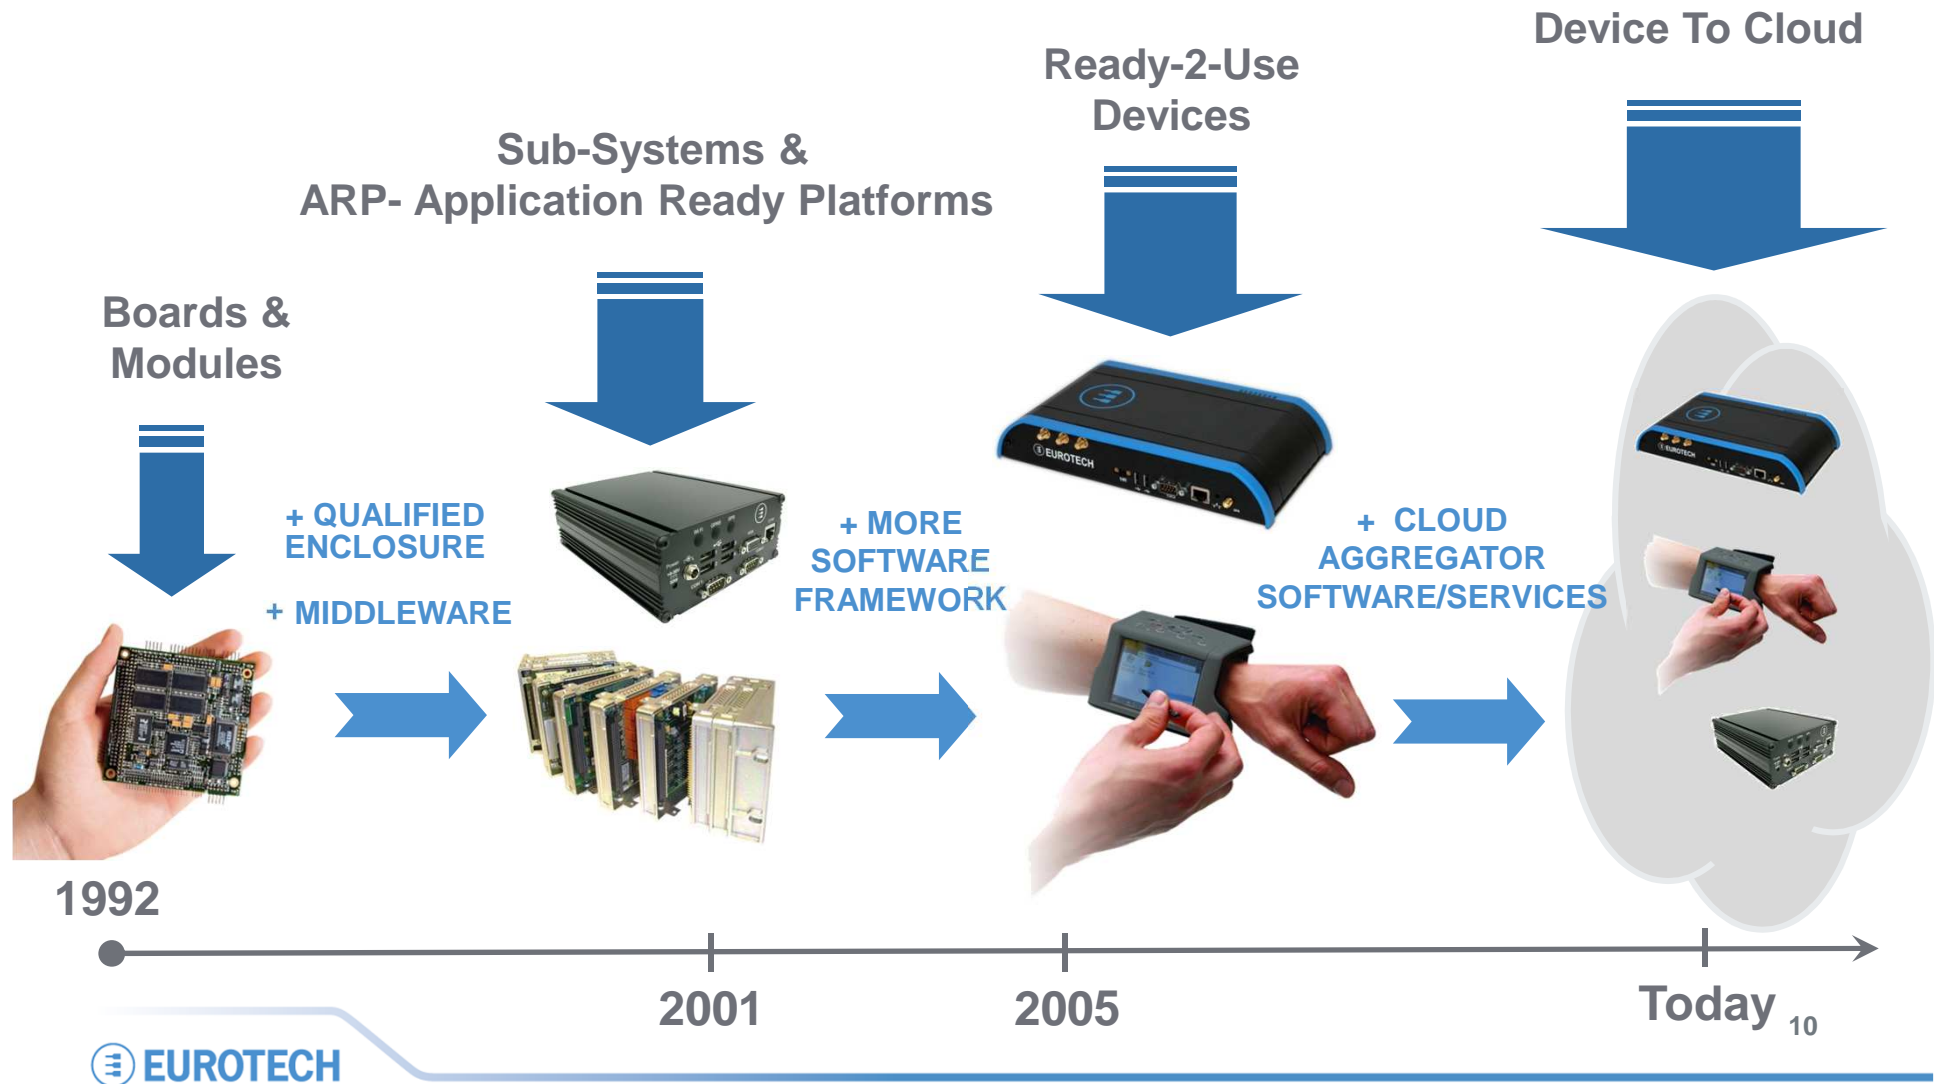 Device To Cloud
Ready-2-Use
Devices
Sub-Systems &
ARP- Application Ready Platforms
Boards &
Modules
+ QUALIFIED
ENCLOSURE
+ MIDDLEWARE
+ MORE
SOFTWARE
FRAMEWORK
+ CLOUD
AGGREGATOR
SOFTWARE/SERVICES
EUROTECH
EUROTECH
1992
2001
2005
Today
10
EUROTECH